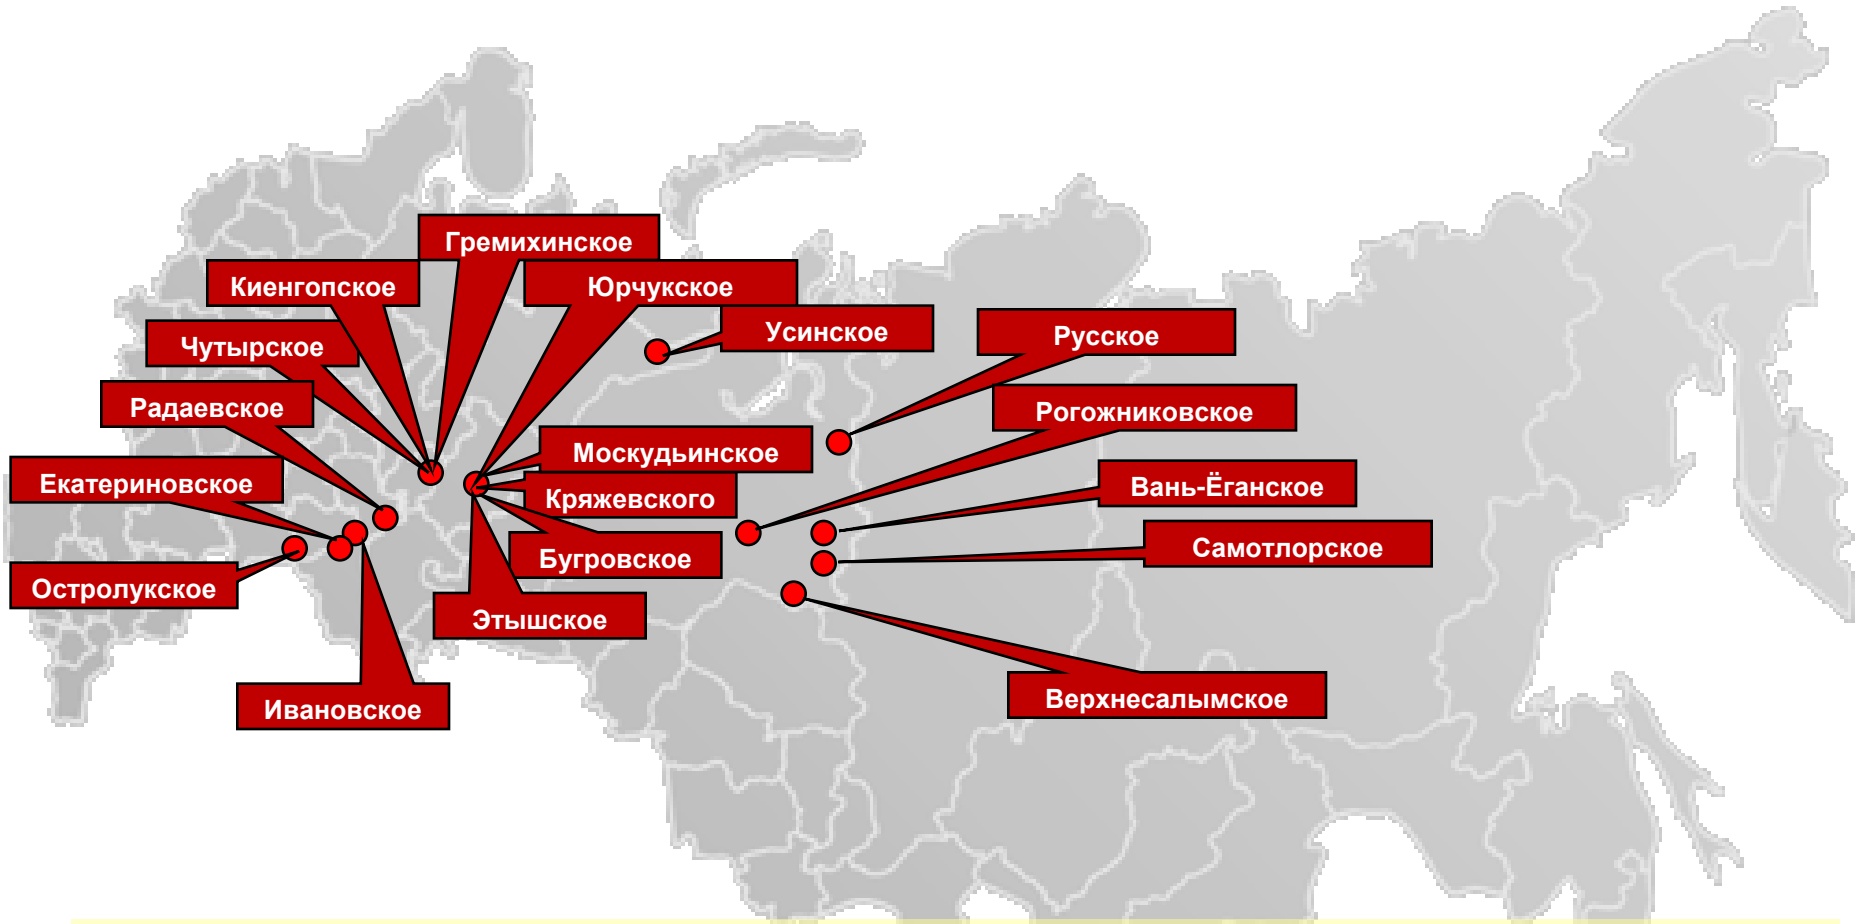 Гремихинское
Киенгопское
Юрчукское
Усинское
Русское
Чутырское
Радаевское
Рогожниковское
Москудьинское
Екатериновское
Кряжевского
Вань-Ёганское
Бугровское
Самотлорское
Остролукское
Этышское
Ивановское
Верхнесалымское